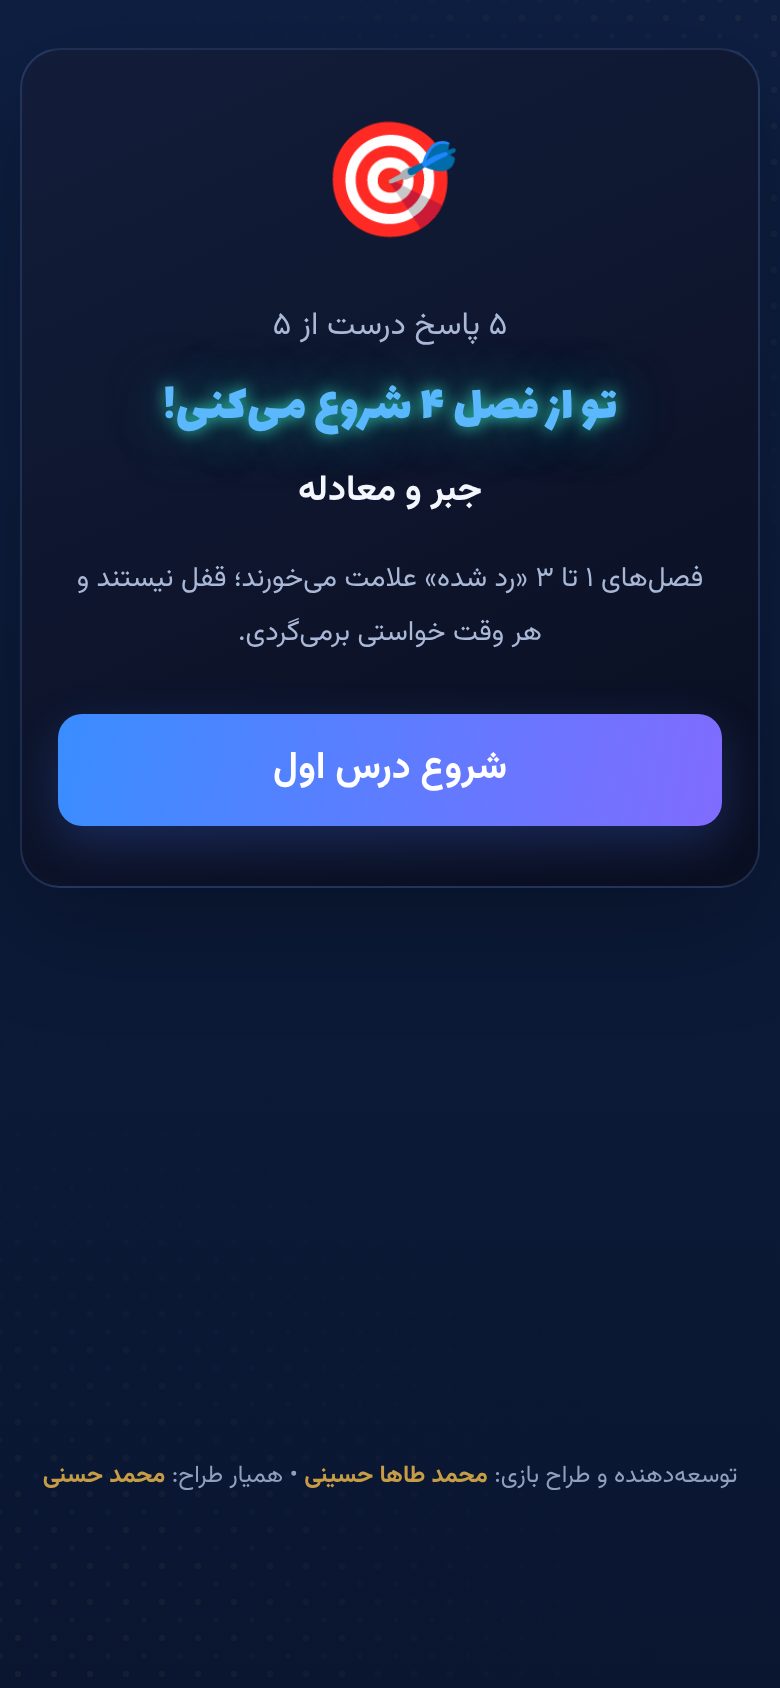 ۵ پاسخ درست از ۵
تو از فصل ۴ شروع می‌کنی!
جبر و معادله
فصل‌های ۱ تا ۳ «رد شده» علامت می‌خورند؛ قفل نیستند و
هر وقت خواستی برمی‌گردی.
شروع درس اول
توسعه‌دهنده و طراح بازی: محمد طاها حسینی • همیار طراح: محمد حسنی